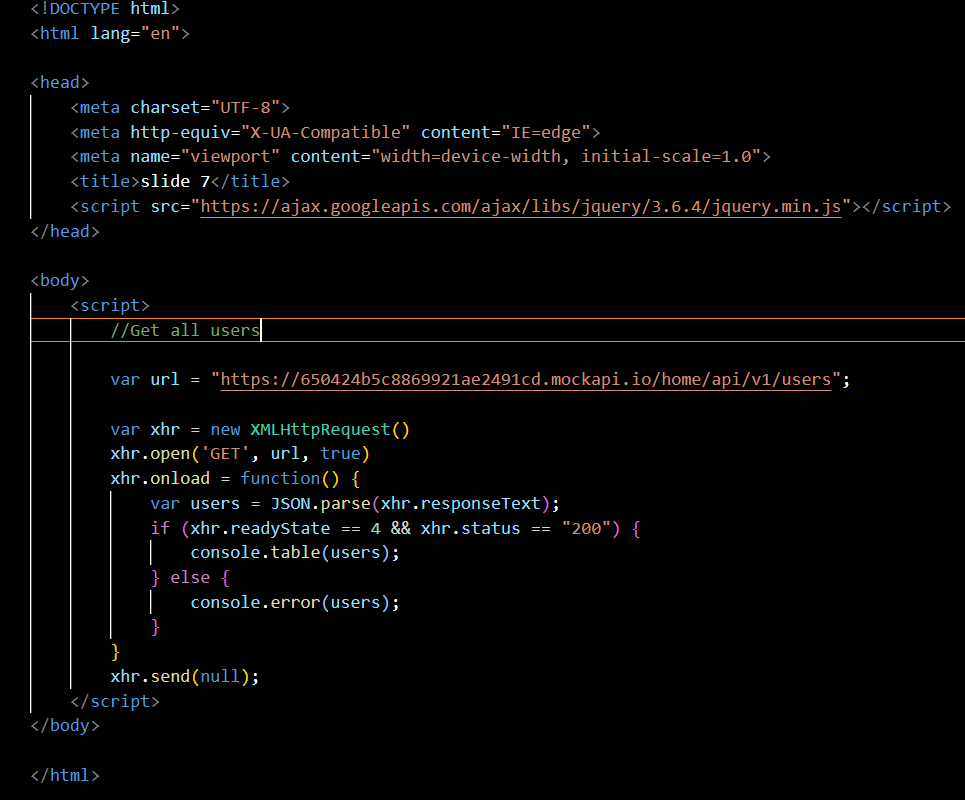 <!DOCTYPE html>
<html lang="en">
<head>
<meta charset="UTF-8">
<meta http-equiv="X-UA-Compatible" content="IE=edge">
<meta name="viewport" content="width=device-width, initial-scale=1.0">
<title>slide 7</title>
<script src="https://ajax.googleapis.com/ajax/libs/jquery/3.6.4/jquery.min.js"></script>
</head>
<body>
<script>
//Get all users
var url = "https://650424b5c8869921ae2491cd.mockapi.io/home/api/v1/users";
var xhr = new XMLHttpRequest()
xhr.open('GET', url, true)
xhr.onload = function() {
var users = JSON.parse(xhr.responseText);
if (xhr.readyState == 4 && xhr.status == "200") {
console.table(users);
} else {
console.error(users);
}
}
xhr.send(null);
</script>
</body>
</html>